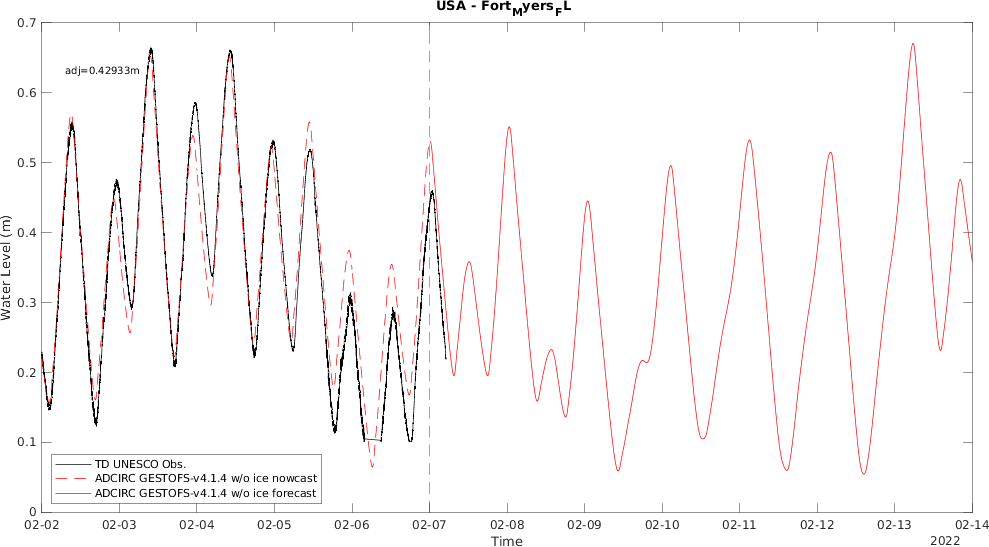 USA - Fort_Myers_FL
0.7
0.6
0.5
0.4
0.3
0.2
0.1
0
Water Level (m)
adj=0.42933m
TD UNESCO Obs.
ADCIRC GESTOFS-v4.1.4 w/o ice nowcast
ADCIRC GESTOFS-v4.1.4 w/o ice forecast
02-02 02-03 02-04 02-05 02-06 02-07 02-08 02-09 02-10 02-11 02-12 02-13 02-14
Time
2022